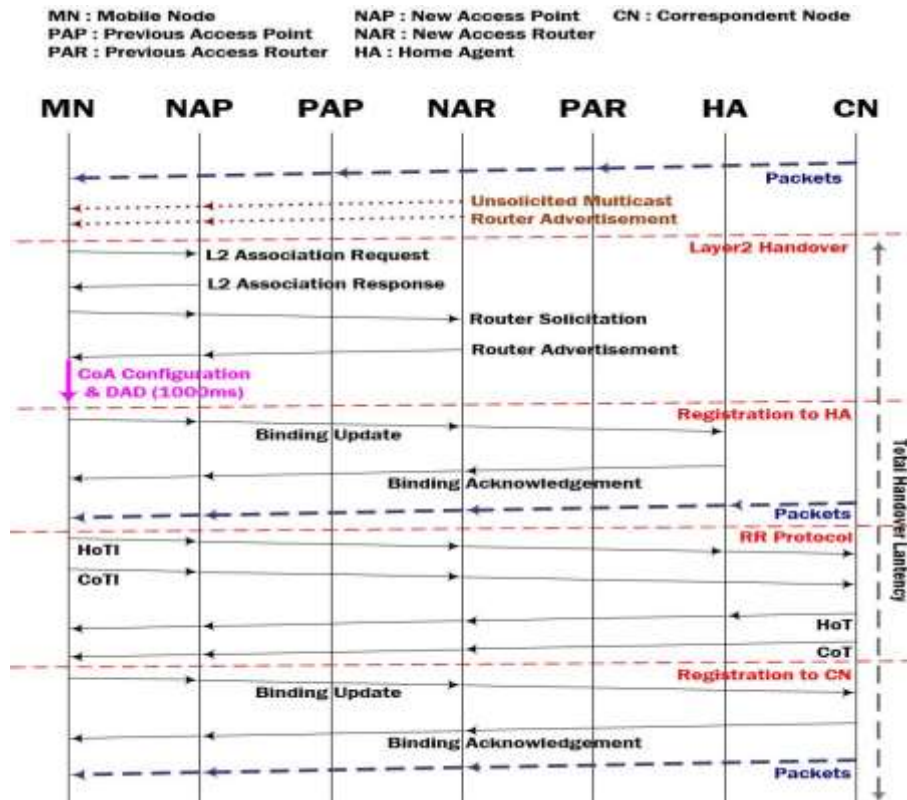 MN : Mobile Node NAP : New Access Point CN : Correspondent Node
PAP : Previous Access Point NAR : New Access Router
PAR : Previous Access Router HA : Home Agent
MN NAP PAP NAR PAR HA CN
Packets
Unsolicited Multicast
Router Advertisement
Layer2 Handover
L2 Association Request
L2 Association Response
Router Solicitation
Router Advertisement
CoA Configuration
& DAD (1000ms)
Registration to HA
Binding Update
Binding Acknowledgement
Packets
RR Protocol
HoTI
CoTI
HoT
CoT
Registration to CN
Binding Update
Binding Acknowledgement
Packets
Total Handover Lantency